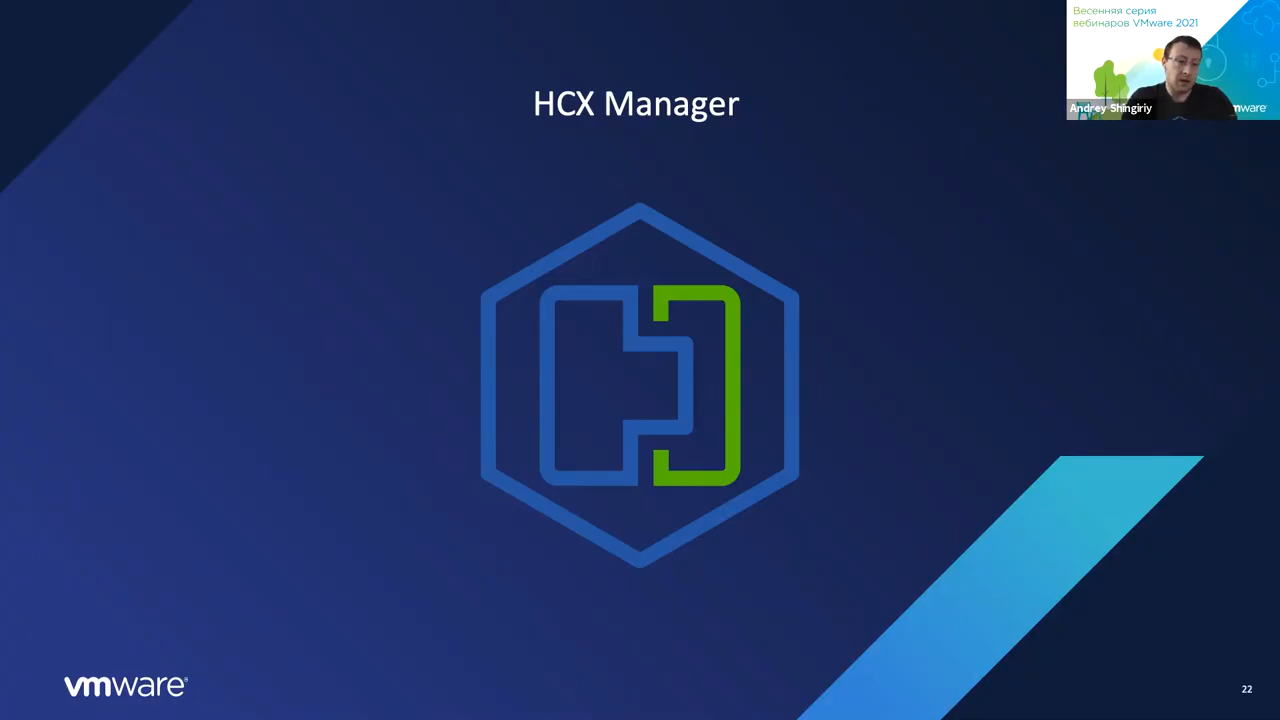 Весенняя серия
вебинаров VMware 2021
Andrey Shingiriy
mware
HCX Manager
vmware®
22